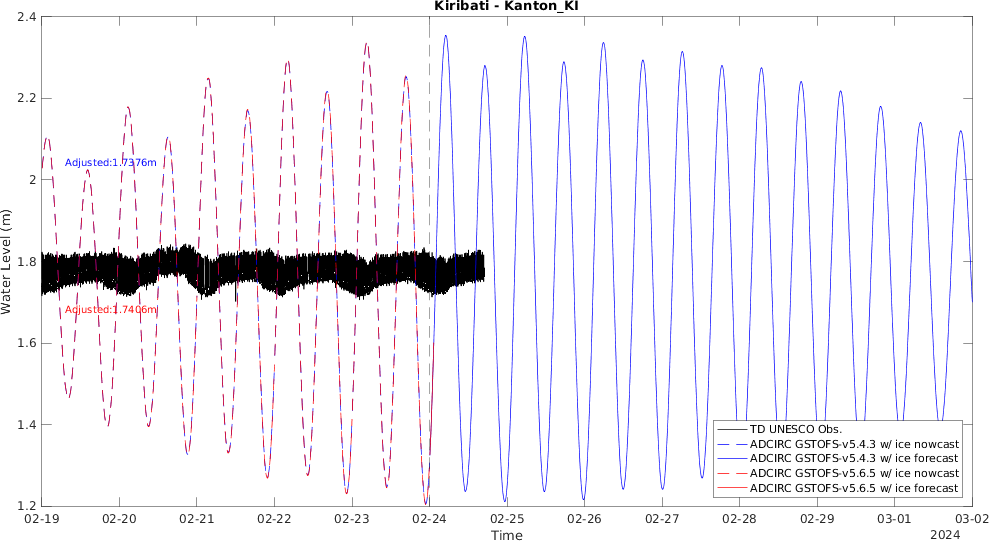 Kiribati - Kanton_KI
Water Level (m)
2.4
2.2
2
1.8
1.6
1.4
1.2
Adjusted:1.7376m
Adjusted:1.7406m
TD UNESCO Obs.
ADCIRC GSTOFS-v5.4.3 w/ ice nowcast
ADCIRC GSTOFS-v5.4.3 w/ ice forecast
ADCIRC GSTOFS-v5.6.5 w/ ice nowcast
ADCIRC GSTOFS-v5.6.5 w/ ice forecast
02-19 02-20 02-21 02-22 02-23 02-24 02-25 02-26 02-27 02-28 02-29 03-01 03-02
Time
2024